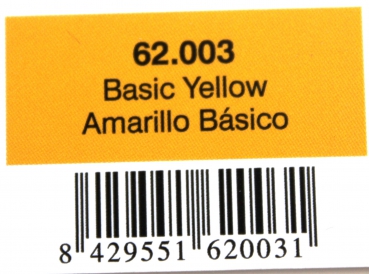 62.003
Basic Yellow
Amarillo Básico
8 429551 620031